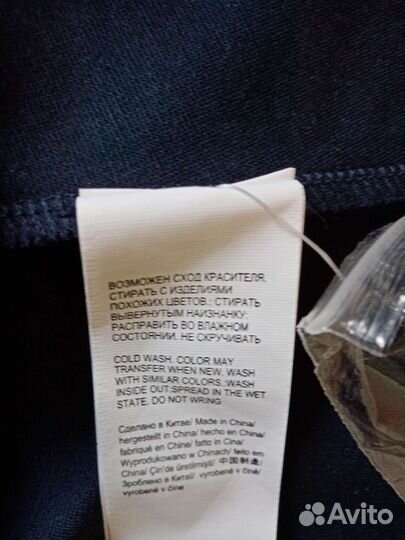 ВОЗМОЖЕН СХОД КРАСИТЕЛЯ.
СТИРАТЬ С ИЗДЕЛИЯМИ
ПОХОЖИХ ЦВЕТОВ.: СТИРАТЬ
ВЫВЕРНУТЫМ НАИЗНАНКУ:
РАСПРАВИТЬ ВО ВЛАЖНОМ
СОСТОЯНИИ. НЕ СКРУЧИВАТЬ
COLD WASH. COLOR MAY
TRANSFER WHEN NEW. WASH
WITH SIMILAR COLORS.:WASH
INSIDE OUT:SPREAD IN THE WET
STATE. DO NOT WRING
Сделано в Китае/ Made in China/
hergestellt in China/ hecho en China/
fabriqué en Chine/ fatto in Cina/
Wyprodukowano w Chinach/ feito em
China/ Çin'de üretilmiştir/ 中国制造/
Зроблено в Китаї/ vyrobené v Číne/
vyrobené v číne
Avito